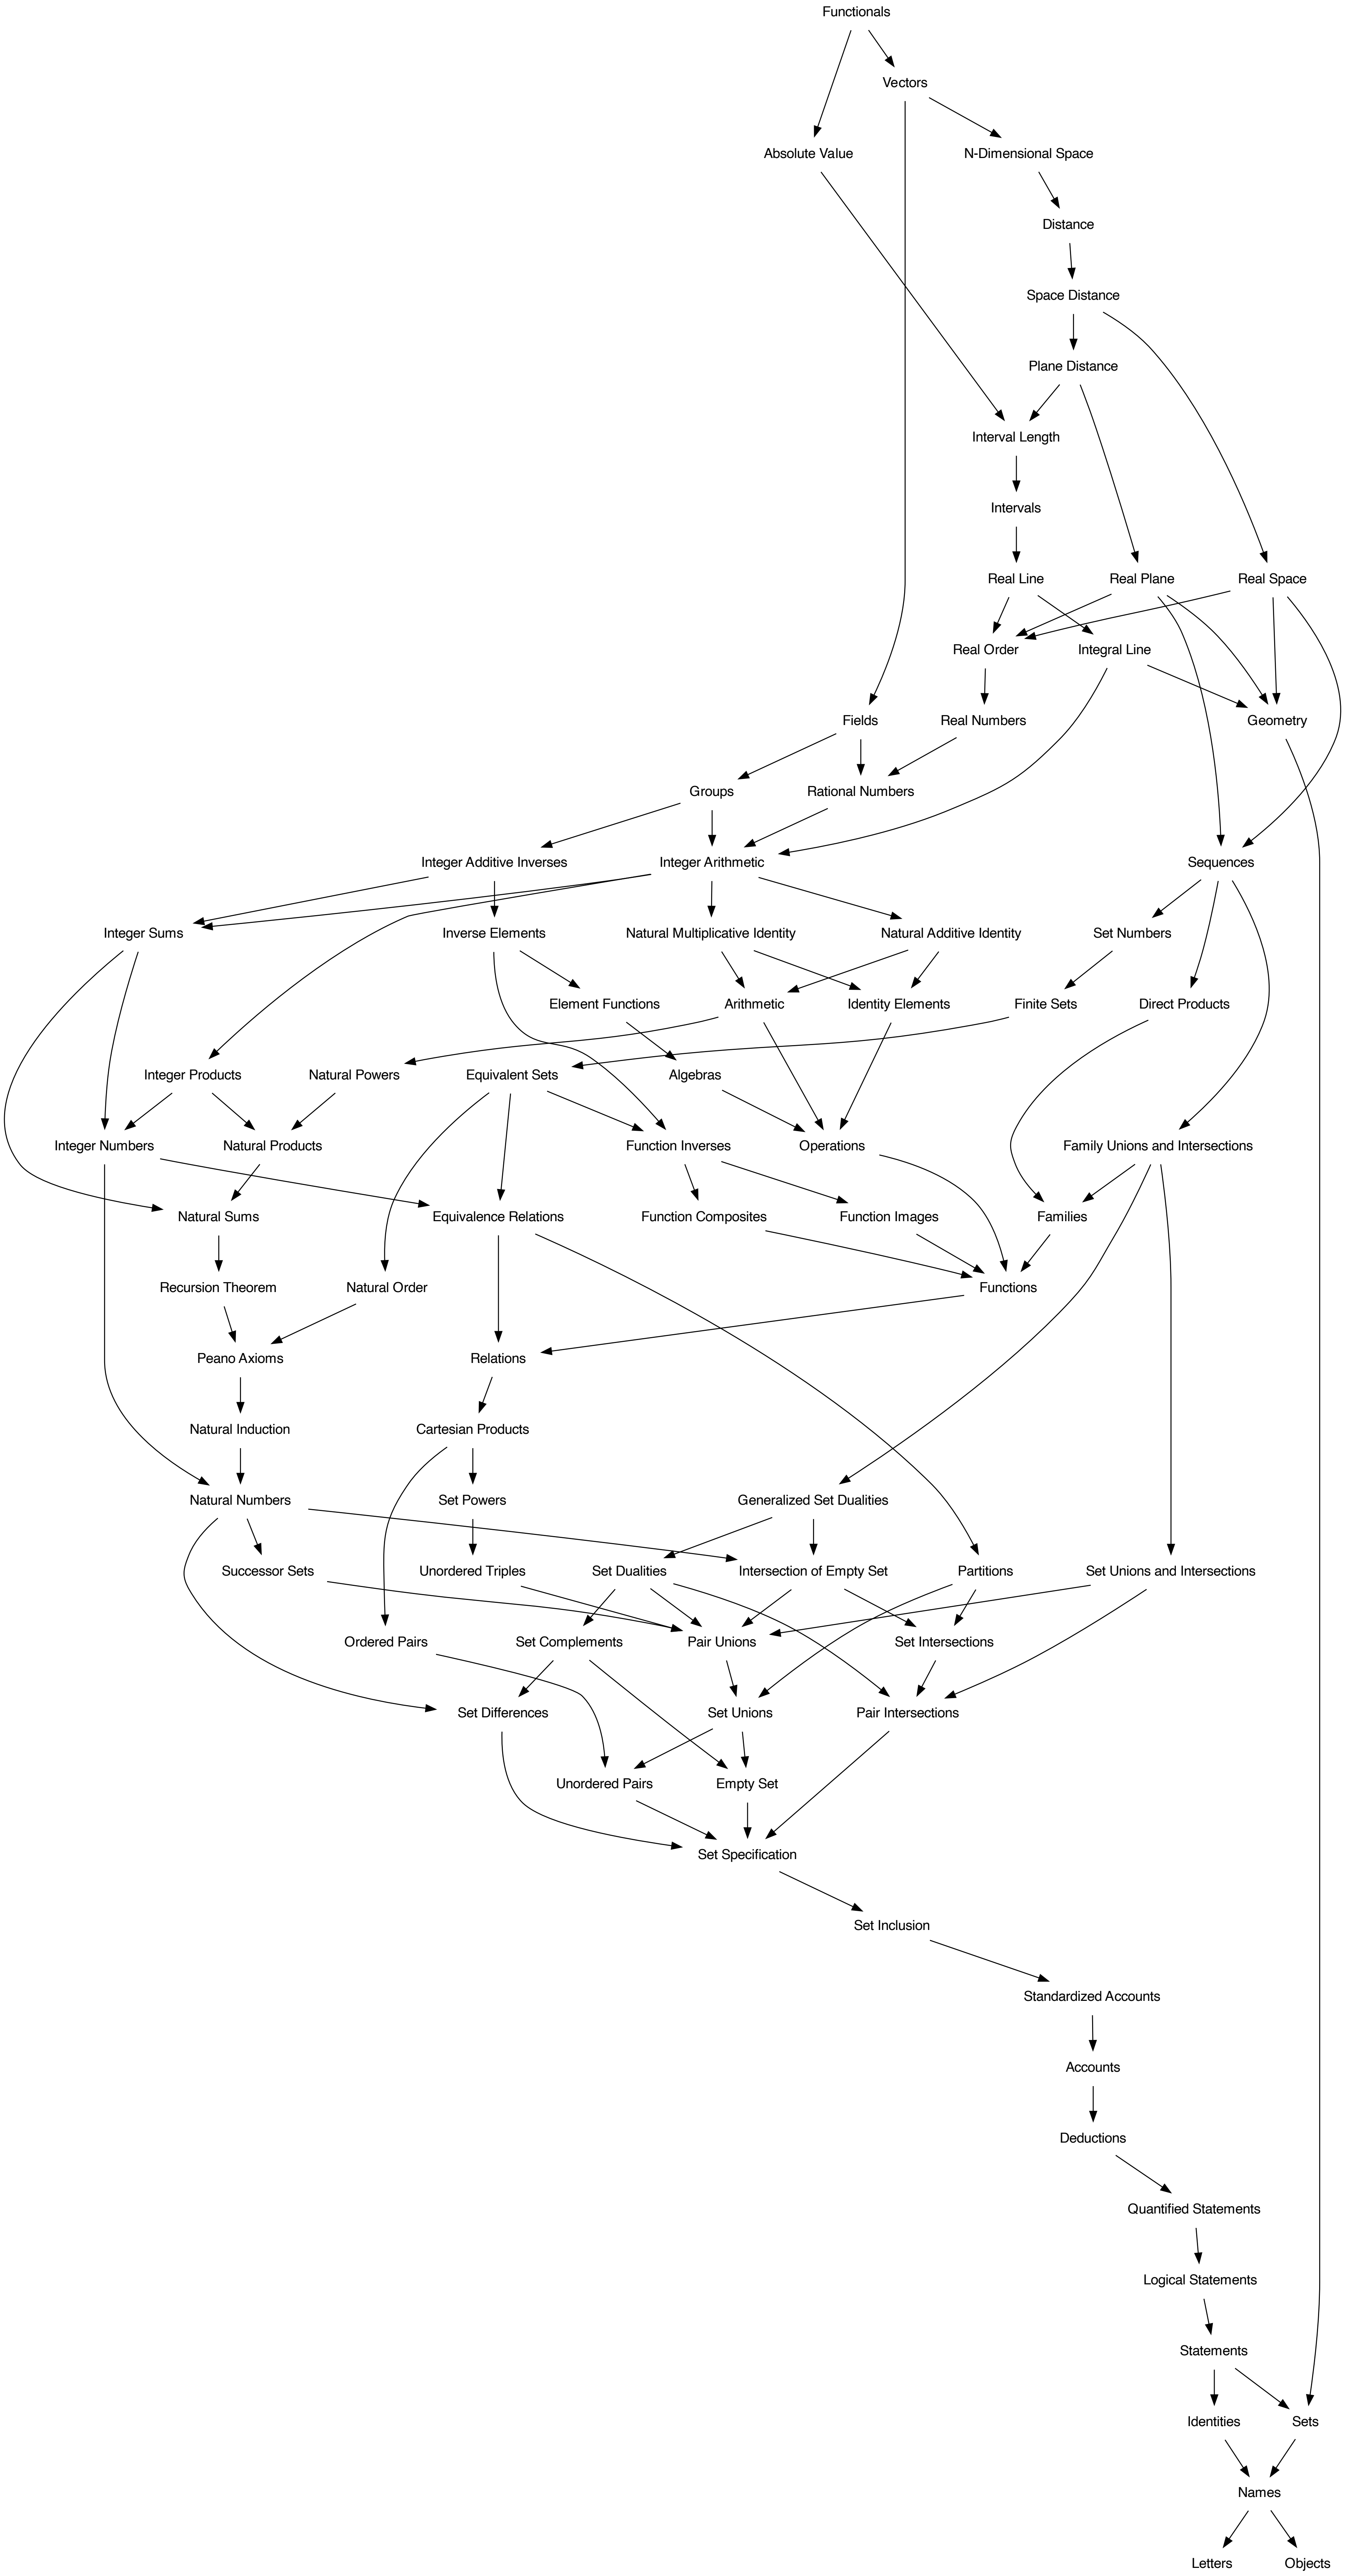 Functionals
Vectors
Absolute Value
N-Dimensional Space
Distance
Space Distance
Plane Distance
Interval Length
Intervals
Real Line
Real Plane
Real Space
Real Order
Integral Line
Fields
Real Numbers
Geometry
Groups
Rational Numbers
Integer Additive Inverses
Integer Arithmetic
Sequences
Integer Sums
Inverse Elements
Natural Multiplicative Identity
Natural Additive Identity
Set Numbers
Element Functions
Arithmetic
Identity Elements
Finite Sets
Direct Products
Integer Products
Natural Powers
Equivalent Sets
Algebras
Integer Numbers
Natural Products
Function Inverses
Operations
Family Unions and Intersections
Natural Sums
Equivalence Relations
Function Composites
Function Images
Families
Recursion Theorem
Natural Order
Functions
Peano Axioms
Relations
Natural Induction
Cartesian Products
Natural Numbers
Set Powers
Generalized Set Dualities
Successor Sets
Unordered Triples
Set Dualities
Intersection of Empty Set
Partitions
Set Unions and Intersections
Ordered Pairs
Set Complements
Pair Unions
Set Intersections
Set Differences
Set Unions
Pair Intersections
Unordered Pairs
Empty Set
Set Specification
Set Inclusion
Standardized Accounts
Accounts
Deductions
Quantified Statements
Logical Statements
Statements
Identities
Sets
Names
Letters
Objects